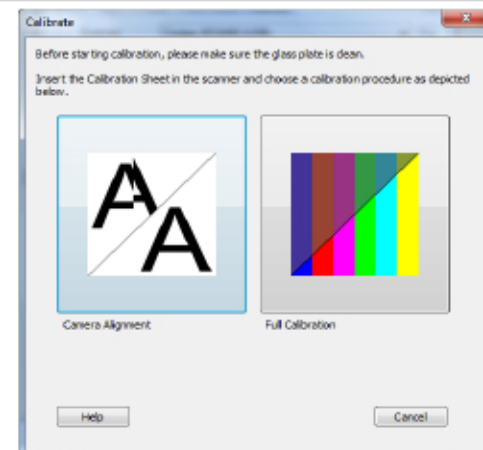 Calibrate
Before starting calibration, please make sure the glass plate is clean.
Insert the Calibration Sheet in the scanner and choose a calibration procedure as depicted
below.
A
A
Camera Alignment
Full Calibration
Help
Cancel